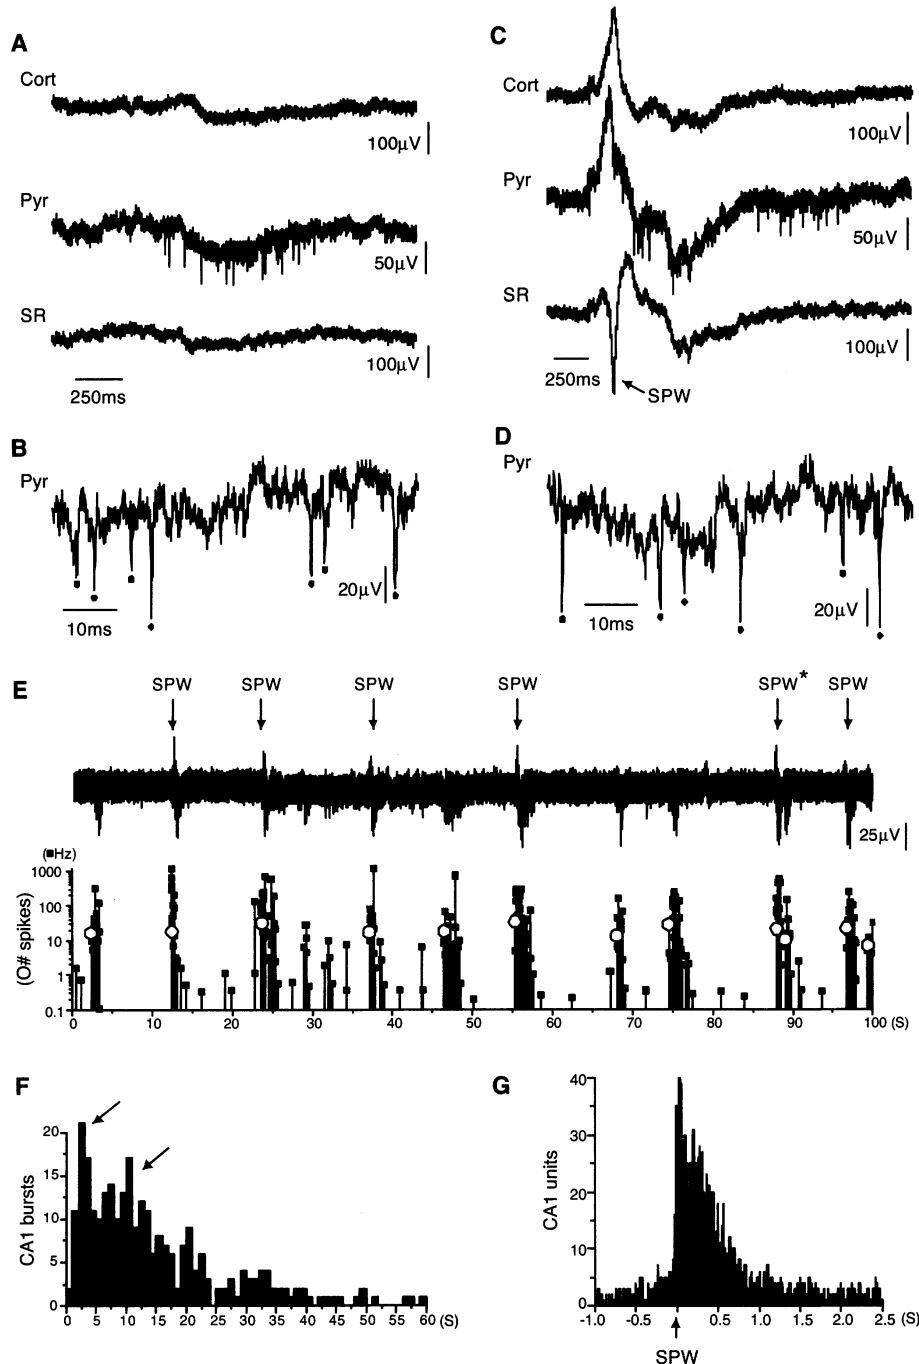 A
Cort
100µV
Pyr
50µV
SR
100µV
250ms
C
Cort
100µV
Pyr
50µV
SR
100µV
250ms
SPW
B
Pyr
20µV
10ms
D
Pyr
20µV
10ms
E
SPW SPW SPW SPW SPW* SPW
25µV
(■Hz)
(O# spikes)
1000
100
10
1
0.1
0 10 20 30 40 50 60 70 80 90 100 (S)
F
CA1 bursts
20
15
10
5
0
0 5 10 15 20 25 30 35 40 45 50 55 60 (S)
G
CA1 units
40
30
20
10
0
-1.0 -0.5 0 0.5 1.0 1.5 2.0 2.5 (S)
SPW